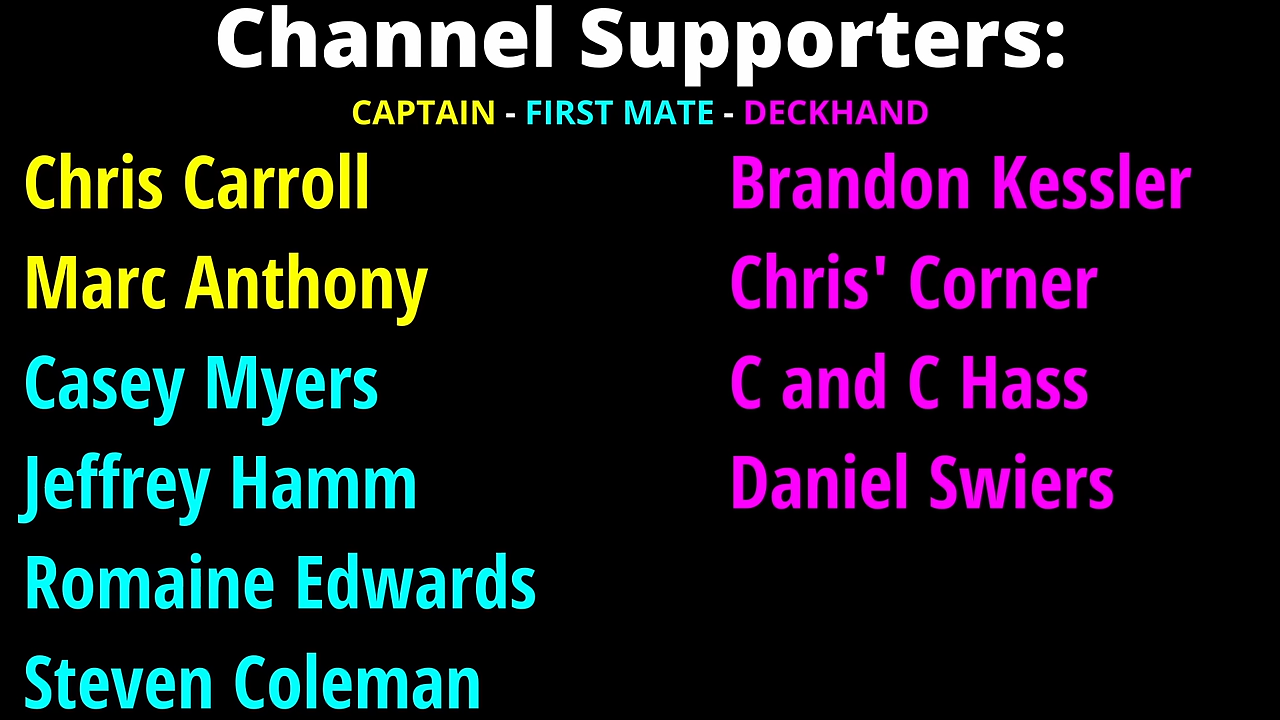 Channel Supporters:
CAPTAIN - FIRST MATE - DECKHAND
Chris Carroll
Marc Anthony
Casey Myers
Jeffrey Hamm
Romaine Edwards
Steven Coleman
Brandon Kessler
Chris' Corner
C and C Hass
Daniel Swiers